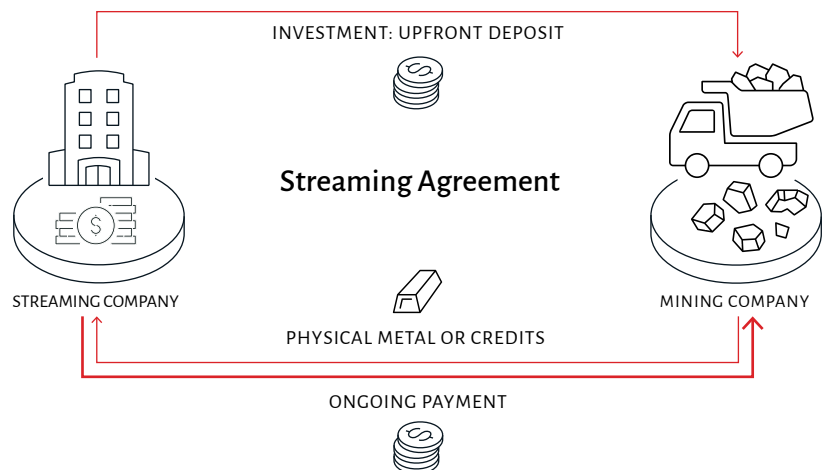 INVESTMENT: UPFRONT DEPOSIT
$
Streaming Agreement
$
STREAMING COMPANY
MINING COMPANY
PHYSICAL METAL OR CREDITS
ONGOING PAYMENT
$